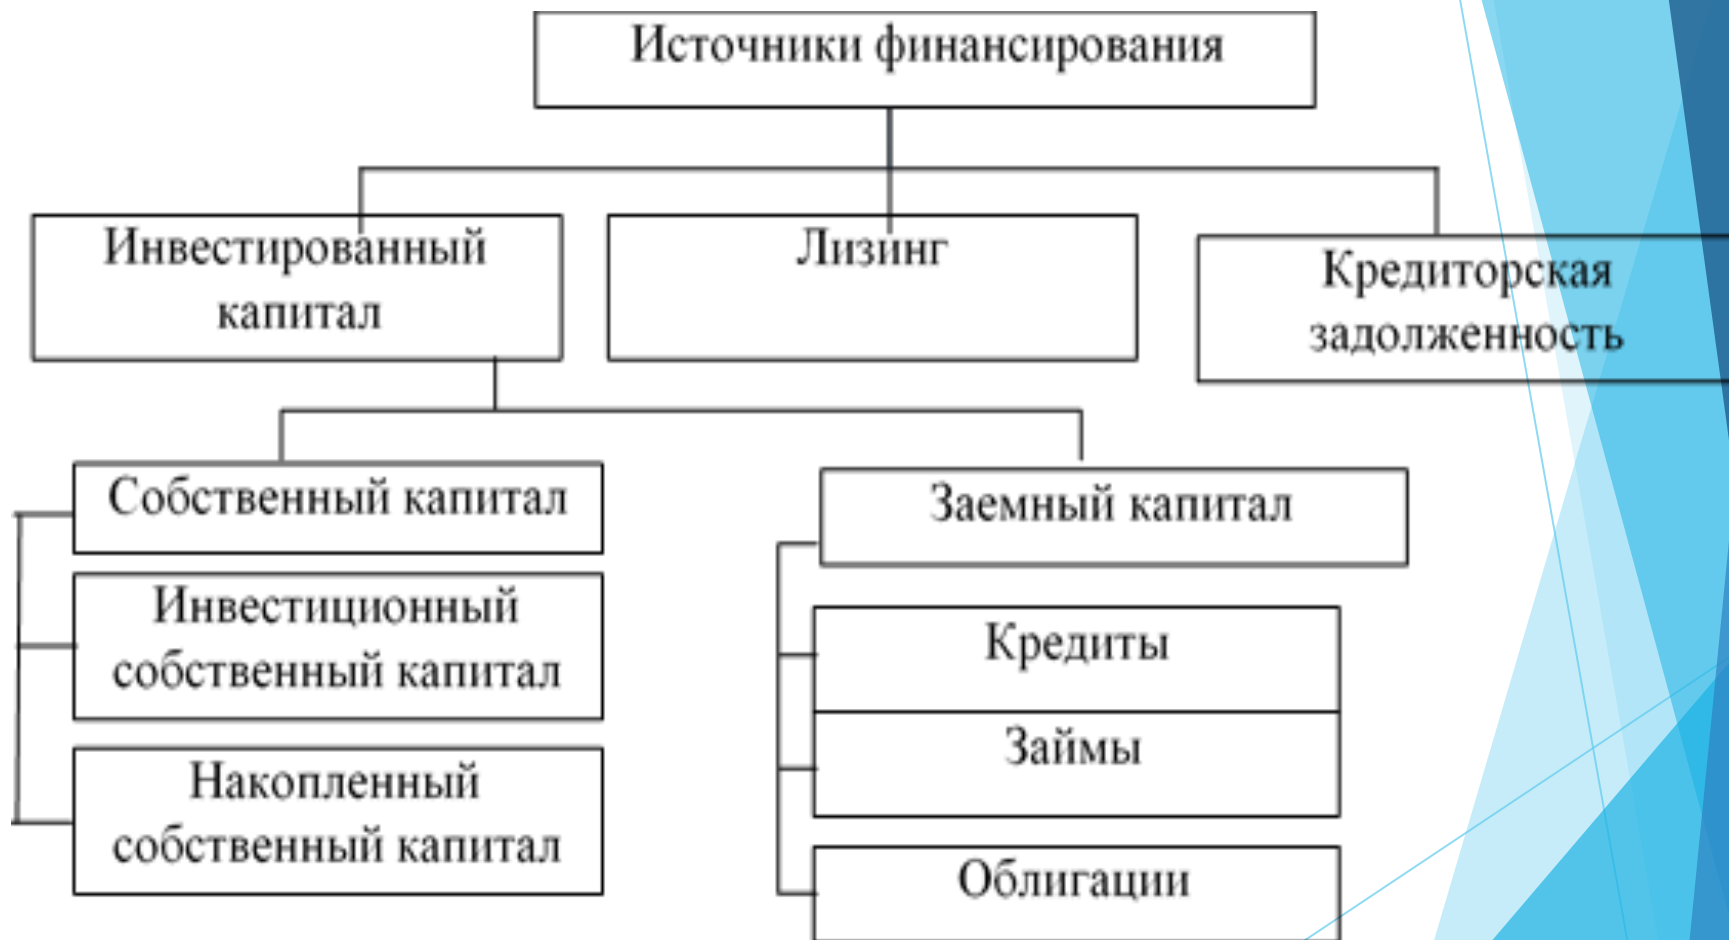 Источники финансирования
Инвестированный
капитал
Лизинг
Кредиторская
задолженность
Собственный капитал
Инвестиционный
собственный капитал
Накопленный
собственный капитал
Заемный капитал
Кредиты
Займы
Облигации